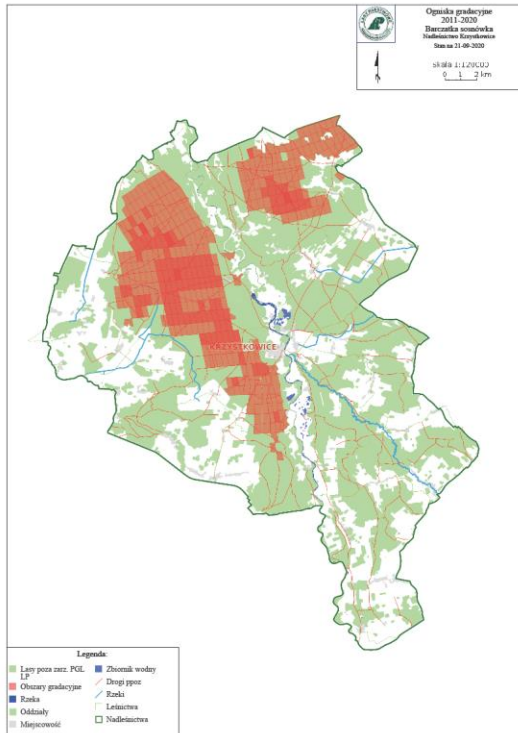 Ogniska gradacyjne
2011-2020
Barczatka sosnówka
Nadleśnictwo Krzystkowice
Stan na 21-09-2020
Skala 1:120000
0 1 2 km
KRZYSTKOWICE
Legenda:
Lasy poza zarz. PGL
LP
Obszary gradacyjne
Rzeka
Oddziały
Miejscowość
Zbiornik wodny
Drogi ppoż
Rzeki
Leśnictwa
Nadleśnictwa